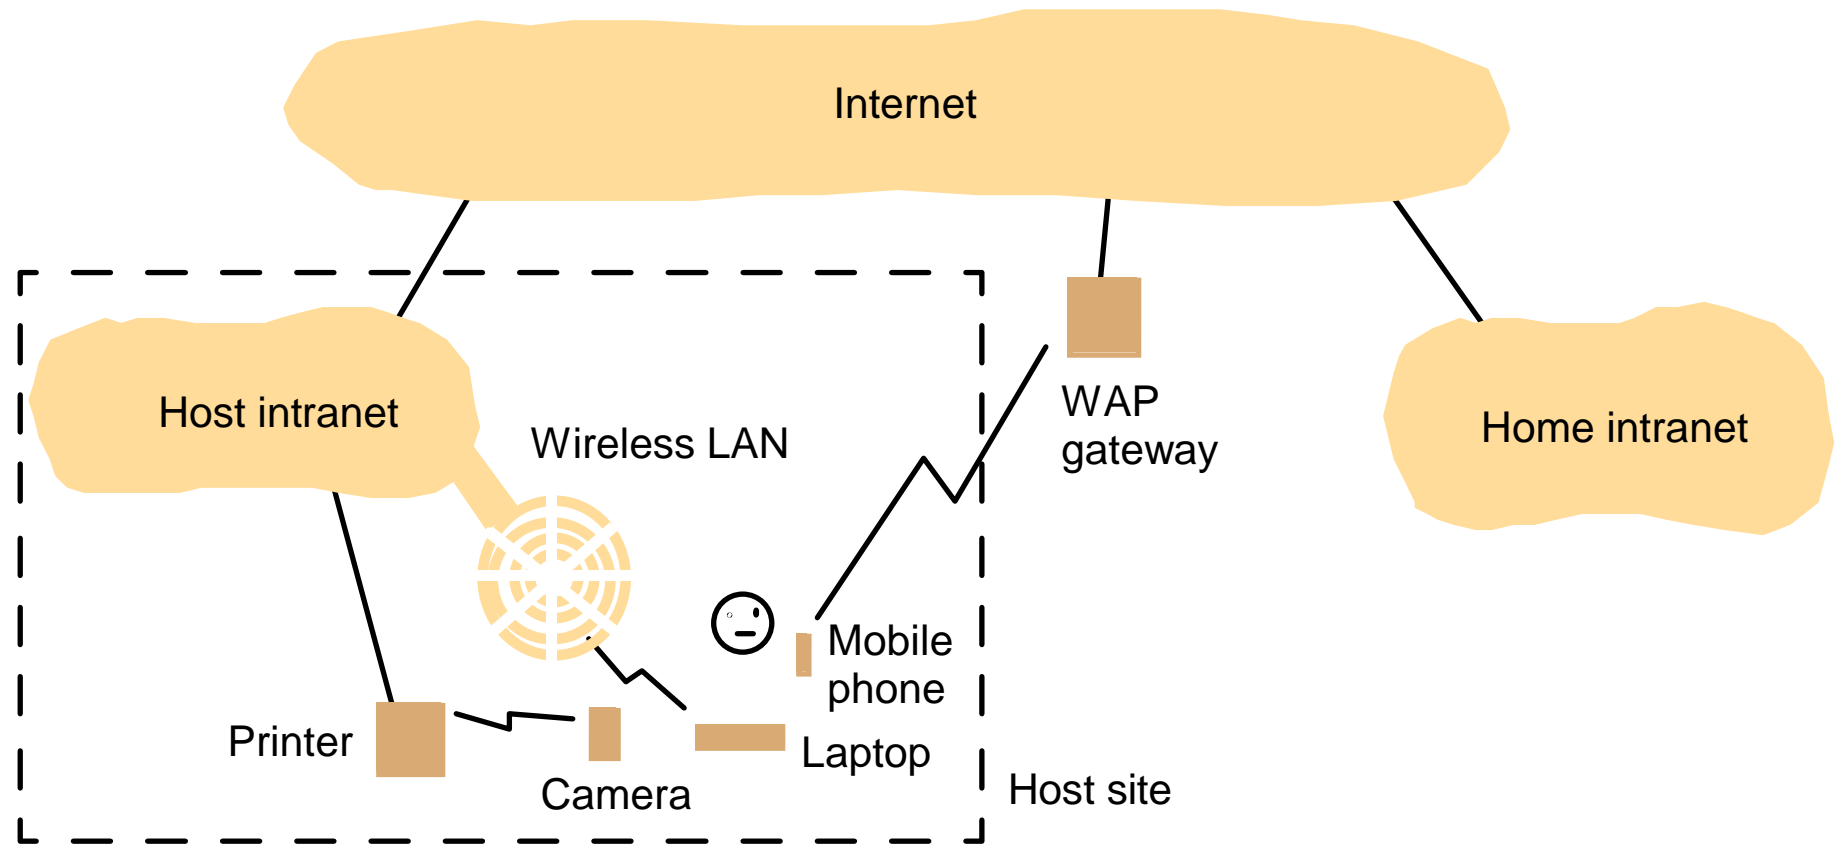 Internet
Host intranet
Wireless LAN
WAP
gateway
Home intranet
Mobile
phone
Printer
Camera
Laptop
Host site